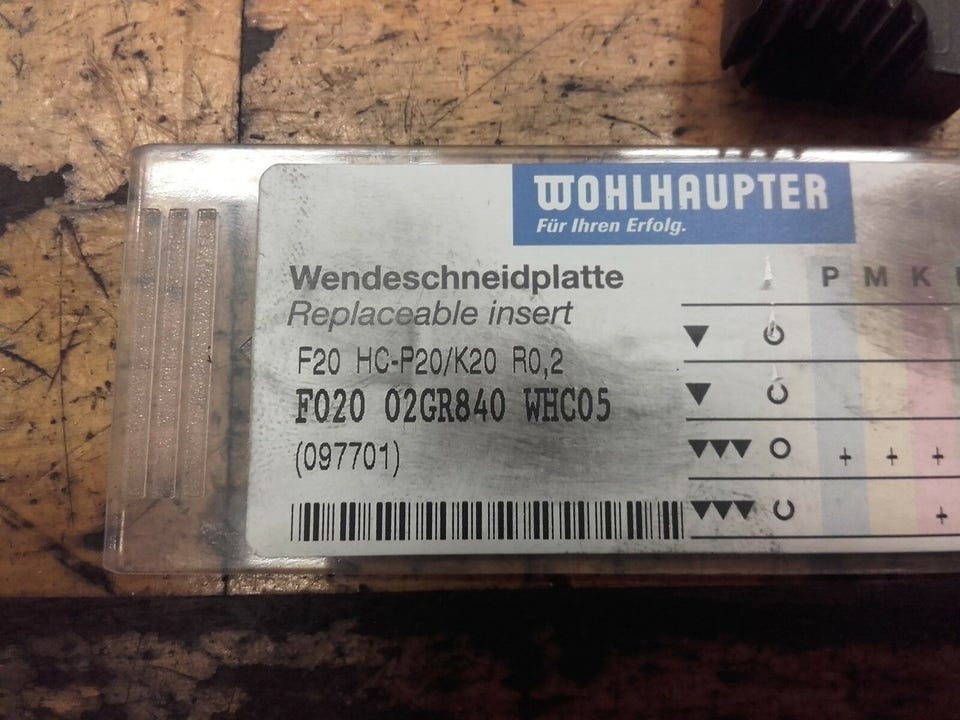 WOHLHAUPTER
Für Ihren Erfolg.
Wendeschneidplatte
Replaceable insert
P M K
F20 HC-P20/K20 R0,2
F020 02GR840 WHC05
(097701)
+ + +
+